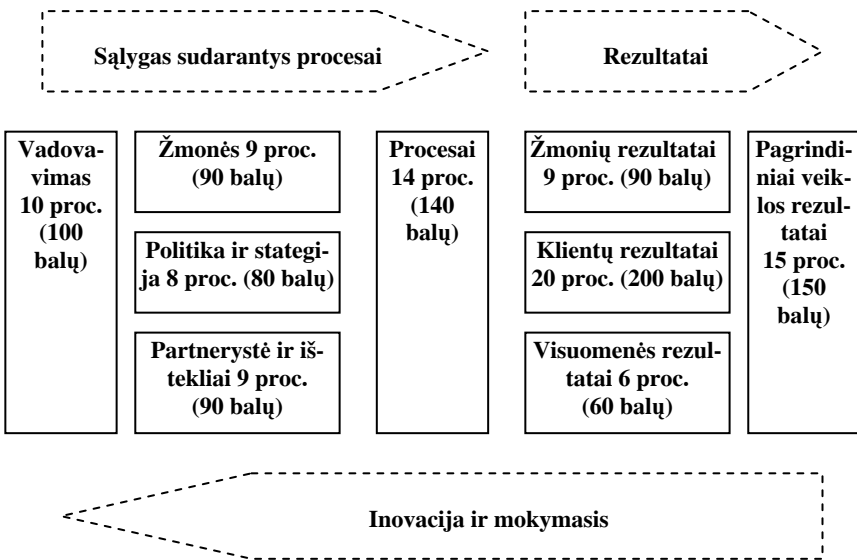 Sąlygas sudarantys procesai
Rezultatai
Vadova-
vimas
10 proc.
(100
balų)
Žmonės 9 proc.
(90 balų)
Politika ir stategi-
ja 8 proc. (80 balų)
Partnerystė ir iš-
tekliai 9 proc.
(90 balų)
Procesai
14 proc.
(140
balų)
Žmonių rezultatai
9 proc. (90 balų)
Klientų rezultatai
20 proc. (200 balų)
Visuomenės rezul-
tatai 6 proc.
(60 balų)
Pagrindi-
niai veik-
los rezul-
tatai
15 proc.
(150
balų)
Inovacija ir mokymasis